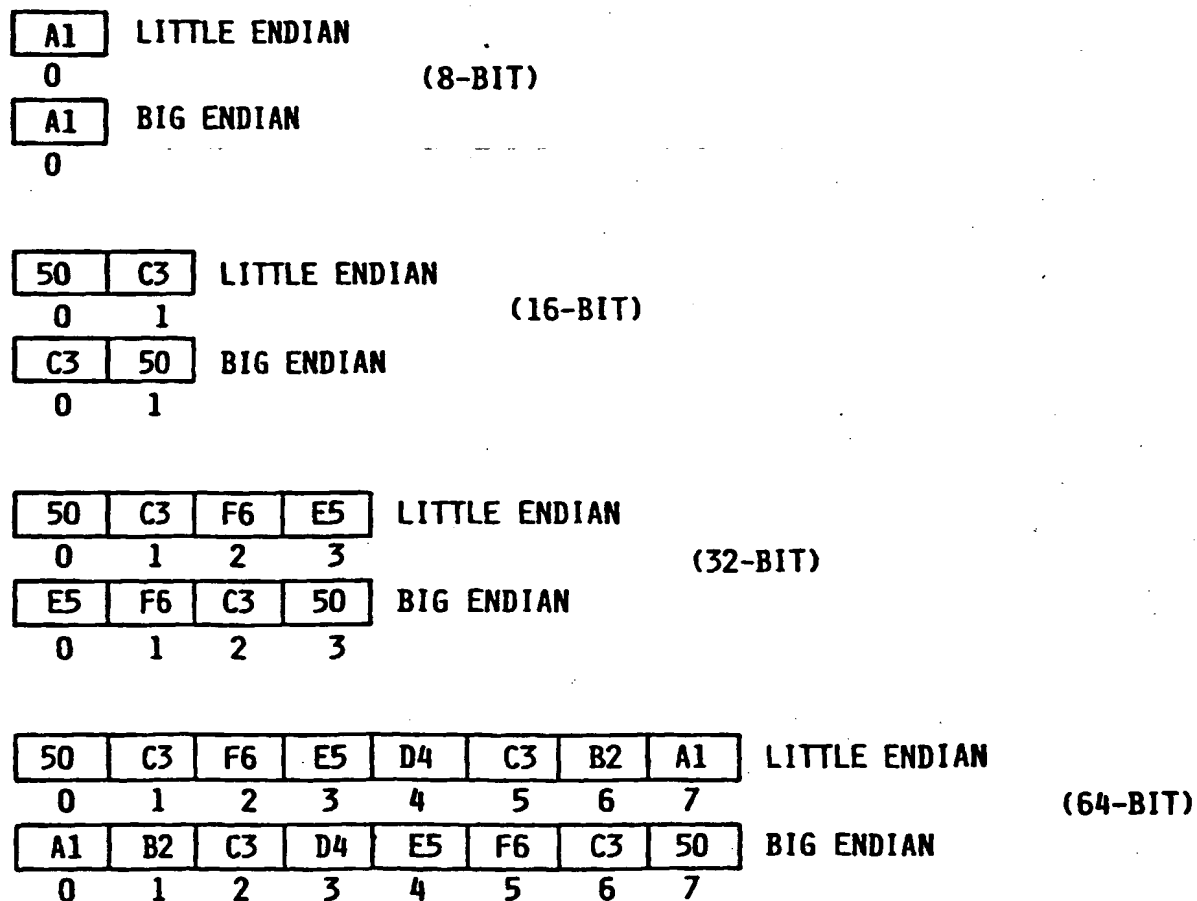 A1 LITTLE ENDIAN
0 (8-BIT)
A1 BIG ENDIAN
0
50 C3 LITTLE ENDIAN
0 1 (16-BIT)
C3 50 BIG ENDIAN
0 1
50 C3 F6 E5 LITTLE ENDIAN
0 1 2 3 (32-BIT)
E5 F6 C3 50 BIG ENDIAN
0 1 2 3
50 C3 F6 E5 D4 C3 B2 A1 LITTLE ENDIAN
0 1 2 3 4 5 6 7 (64-BIT)
A1 B2 C3 D4 E5 F6 C3 50 BIG ENDIAN
0 1 2 3 4 5 6 7